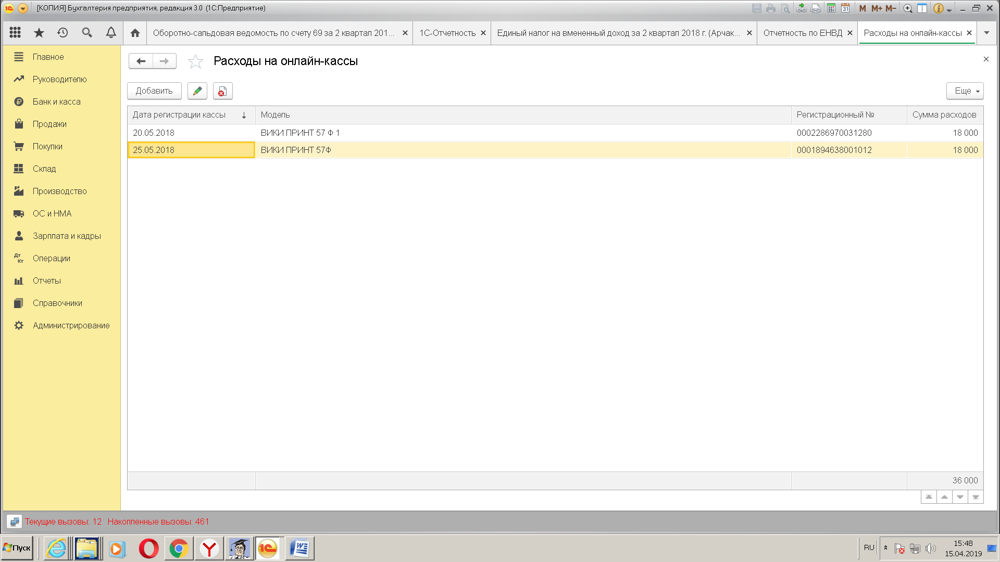 [КОПИЯ] Бухгалтерия предприятия, редакция 3.0 (1С:Предприятие)
M M+ M-
Оборотно-сальдовая ведомость по счету 69 за 2 квартал 201...
1С-Отчетность
Единый налог на вмененный доход за 2 квартал 2018 г. (Арчак...
Отчетность по ЕНВД
Расходы на онлайн-кассы
Главное
Руководителю
Банк и касса
Продажи
Покупки
Склад
Производство
ОС и НМА
Зарплата и кадры
Операции
Отчеты
Справочники
Администрирование
Расходы на онлайн-кассы
Добавить
Еще
Дата регистрации кассы Модель Регистрационный № Сумма расходов
20.05.2018 ВИКИ ПРИНТ 57 Ф 1 0002286970031280 18 000
25.05.2018 ВИКИ ПРИНТ 57Ф 0001894638001012 18 000
36 000
Текущие вызовы: 12 Накопленные вызовы: 461
Пуск
RU
15:48
15.04.2019